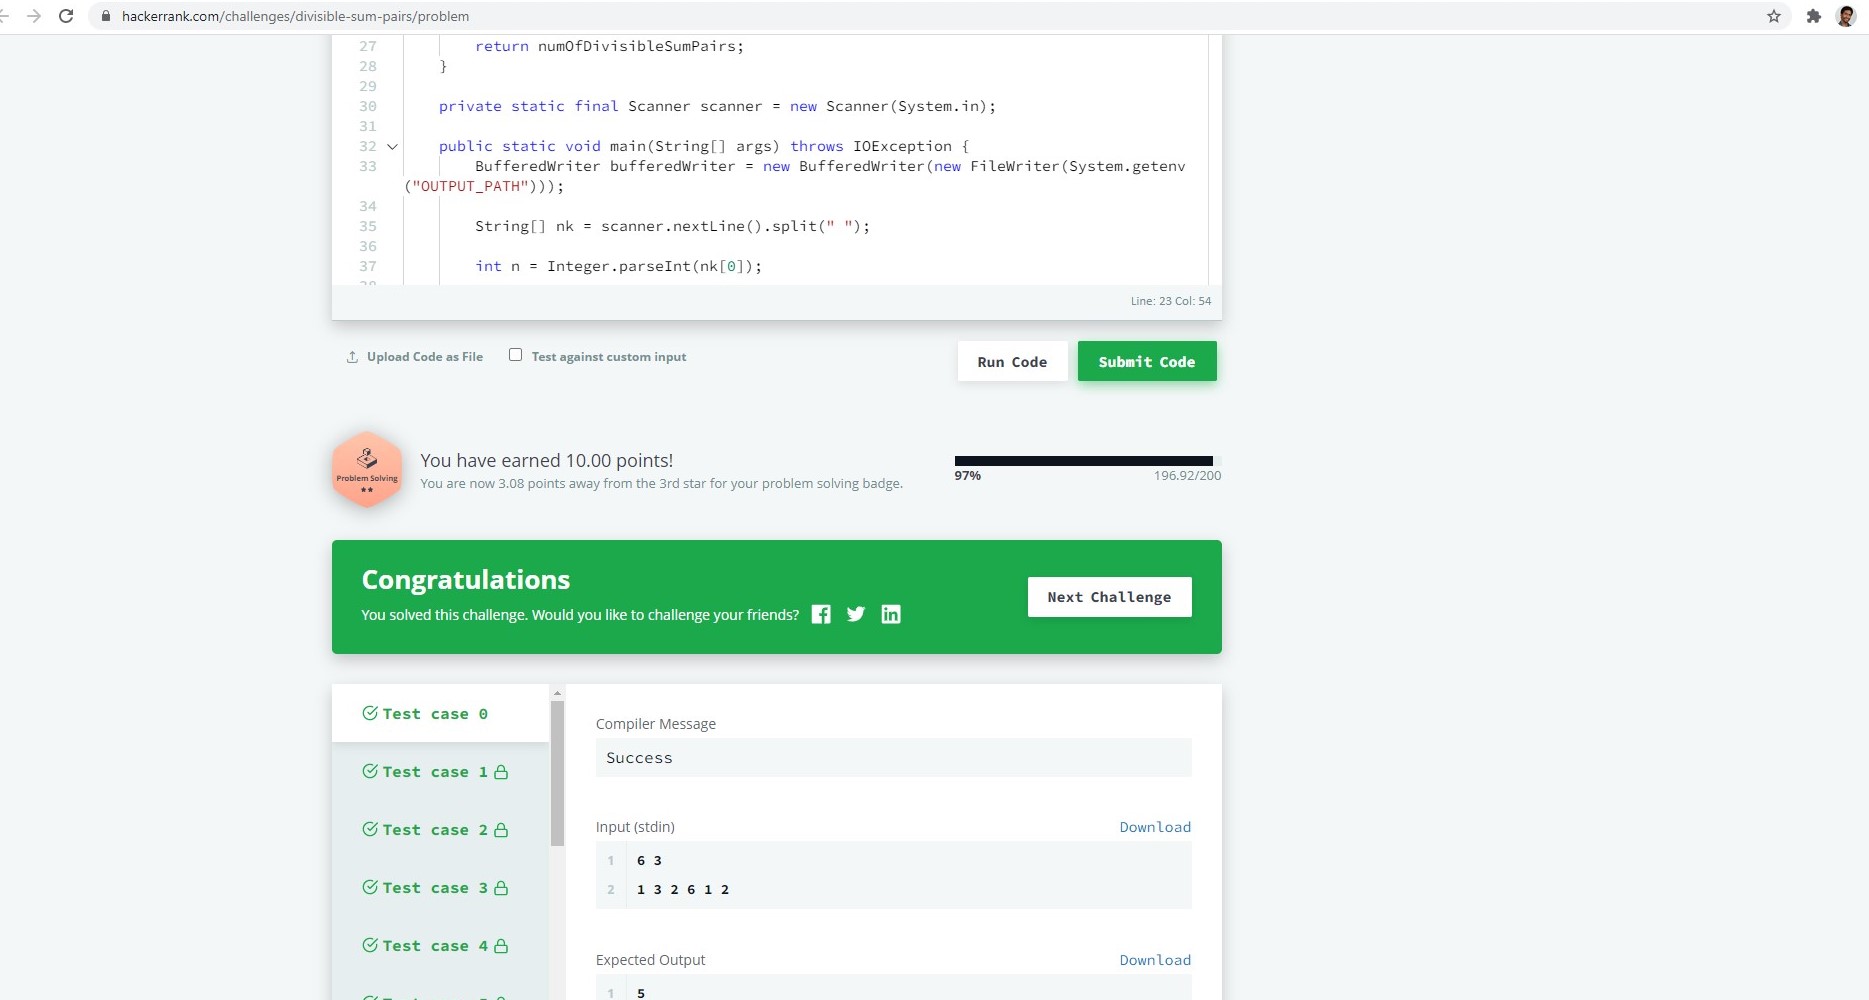 hackerrank.com/challenges/divisible-sum-pairs/problem
27 return numOfDivisibleSumPairs;
28 }
29
30 private static final Scanner scanner = new Scanner(System.in);
31
32 public static void main(String[] args) throws IOException {
33 BufferedWriter bufferedWriter = new BufferedWriter(new FileWriter(System.getenv
("OUTPUT_PATH")));
34
35 String[] nk = scanner.nextLine().split(" ");
36
37 int n = Integer.parseInt(nk[0]);
Line: 23 Col: 54
Upload Code as File Test against custom input Run Code Submit Code
Problem Solving
You have earned 10.00 points!
You are now 3.08 points away from the 3rd star for your problem solving badge.
97% 196.92/200
Congratulations
You solved this challenge. Would you like to challenge your friends?
Next Challenge
Test case 0
Test case 1
Test case 2
Test case 3
Test case 4
Compiler Message
Success
Input (stdin) Download
1 6 3
2 1 3 2 6 1 2
Expected Output Download
1 5